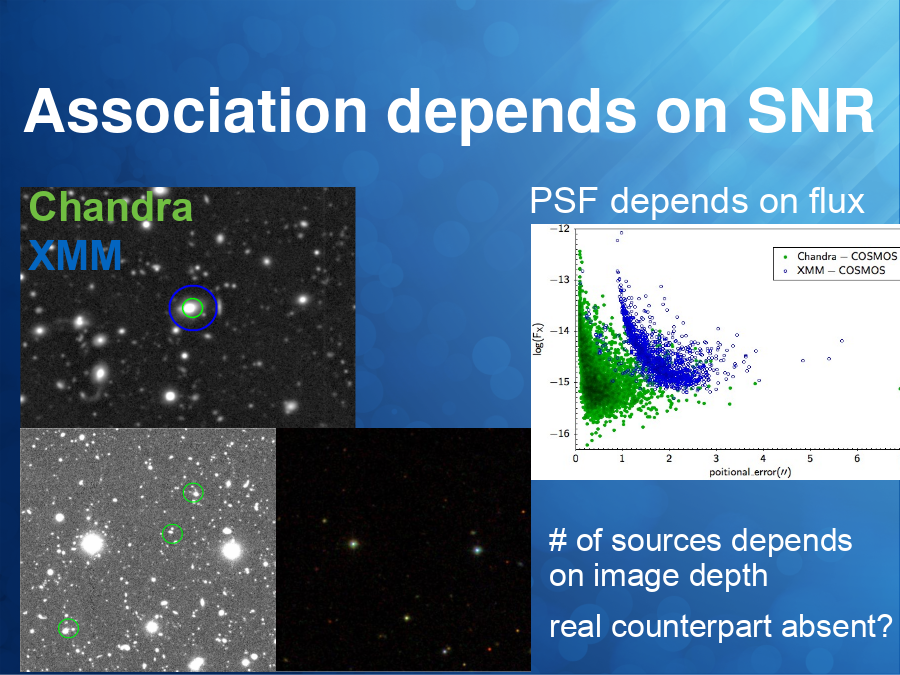 Association depends on SNR
Chandra
XMM
PSF depends on flux
−12
−13
−14
−15
−16
log(Fx)
Chandra − COSMOS
XMM − COSMOS
0 1 2 3 4 5 6
poitional_error(″)
# of sources depends
on image depth
real counterpart absent?